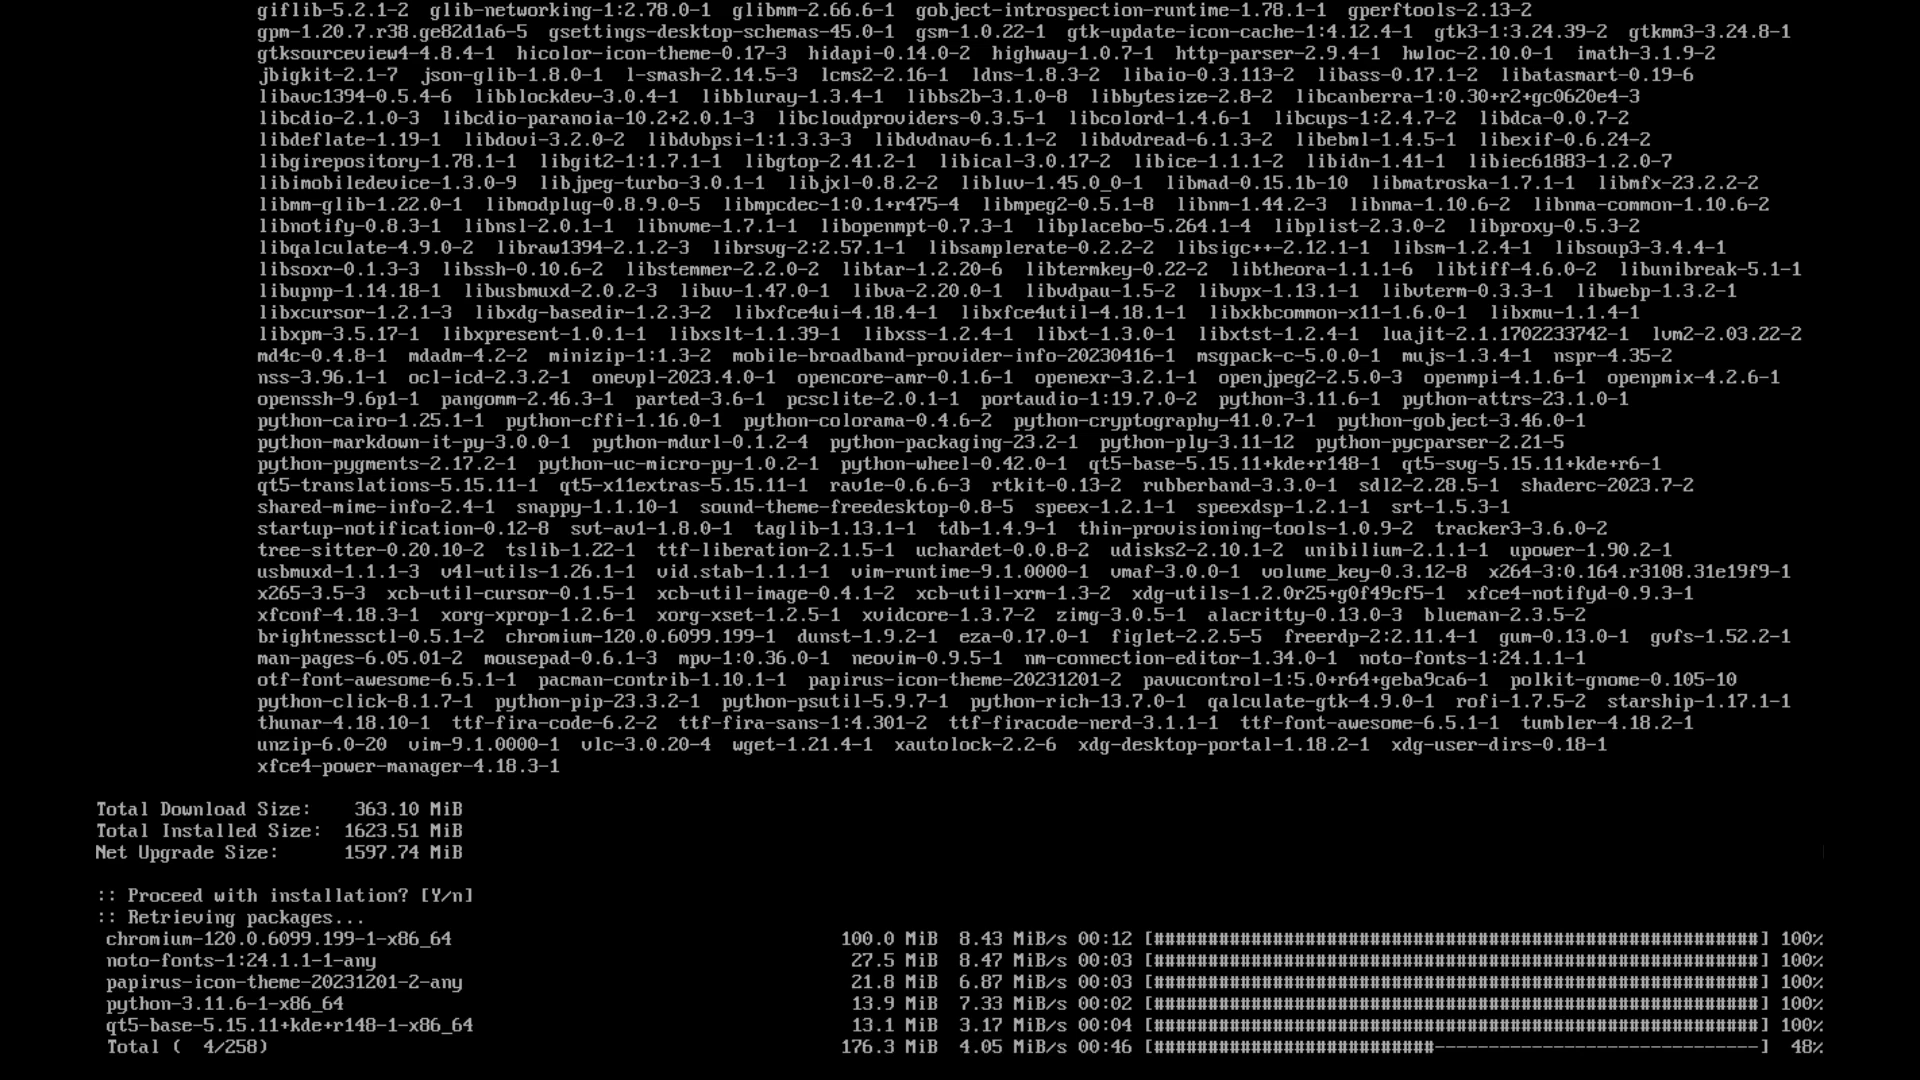 giflib-5.2.1-2  glib-networking-1:2.78.0-1  glibmm-2.66.6-1  gobject-introspection-runtime-1.78.1-1  gperftools-2.13-2
gpm-1.20.7.r38.ge82d1a6-5  gsettings-desktop-schemas-45.0-1  gsm-1.0.22-1  gtk-update-icon-cache-1:4.12.4-1  gtk3-1:3.24.39-2  gtkmm3-3.24.8-1
gtksourceview4-4.8.4-1  hicolor-icon-theme-0.17-3  hidapi-0.14.0-2  highway-1.0.7-1  http-parser-2.9.4-1  hwloc-2.10.0-1  imath-3.1.9-2
jbigkit-2.1-7  json-glib-1.8.0-1  l-smash-2.14.5-3  lcms2-2.16-1  ldns-1.8.3-2  libaio-0.3.113-2  libass-0.17.1-2  libatasmart-0.19-6
libavc1394-0.5.4-6  libblockdev-3.0.4-1  libbluray-1.3.4-1  libbs2b-3.1.0-8  libbytesize-2.8-2  libcanberra-1:0.30+r2+gc0620e4-3
libcdio-2.1.0-3  libcdio-paranoia-10.2+2.0.1-3  libcloudproviders-0.3.5-1  libcolord-1.4.6-1  libcups-1:2.4.7-2  libdca-0.0.7-2
libdeflate-1.19-1  libdovi-3.2.0-2  libdvbpsi-1:1.3.3-3  libdvdnav-6.1.1-2  libdvdread-6.1.3-2  libebml-1.4.5-1  libexif-0.6.24-2
libgirepository-1.78.1-1  libgit2-1:1.7.1-1  libgtop-2.41.2-1  libical-3.0.17-2  libice-1.1.1-2  libidn-1.41-1  libiec61883-1.2.0-7
libimobiledevice-1.3.0-9  libjpeg-turbo-3.0.1-1  libjxl-0.8.2-2  libluv-1.45.0_0-1  libmad-0.15.1b-10  libmatroska-1.7.1-1  libmfx-23.2.2-2
libmm-glib-1.22.0-1  libmodplug-0.8.9.0-5  libmpcdec-1:0.1+r475-4  libmpeg2-0.5.1-8  libnm-1.44.2-3  libnma-1.10.6-2  libnma-common-1.10.6-2
libnotify-0.8.3-1  libnsl-2.0.1-1  libnvme-1.7.1-1  libopenmpt-0.7.3-1  libplacebo-5.264.1-4  libplist-2.3.0-2  libproxy-0.5.3-2
libqalculate-4.9.0-2  libraw1394-2.1.2-3  librsvg-2:2.57.1-1  libsamplerate-0.2.2-2  libsigc++-2.12.1-1  libsm-1.2.4-1  libsoup3-3.4.4-1
libsoxr-0.1.3-3  libssh-0.10.6-2  libstemmer-2.2.0-2  libtar-1.2.20-6  libtermkey-0.22-2  libtheora-1.1.1-6  libtiff-4.6.0-2  libunibreak-5.1-1
libupnp-1.14.18-1  libusbmuxd-2.0.2-3  libuv-1.47.0-1  libva-2.20.0-1  libvdpau-1.5-2  libvpx-1.13.1-1  libvterm-0.3.3-1  libwebp-1.3.2-1
libxcursor-1.2.1-3  libxdg-basedir-1.2.3-2  libxfce4ui-4.18.4-1  libxfce4util-4.18.1-1  libxkbcommon-x11-1.6.0-1  libxmu-1.1.4-1
libxpm-3.5.17-1  libxpresent-1.0.1-1  libxslt-1.1.39-1  libxss-1.2.4-1  libxt-1.3.0-1  libxtst-1.2.4-1  luajit-2.1.1702233742-1  lvm2-2.03.22-2
md4c-0.4.8-1  mdadm-4.2-2  minizip-1:1.3-2  mobile-broadband-provider-info-20230416-1  msgpack-c-5.0.0-1  mujs-1.3.4-1  nspr-4.35-2
nss-3.96.1-1  ocl-icd-2.3.2-1  onevpl-2023.4.0-1  opencore-amr-0.1.6-1  openexr-3.2.1-1  openjpeg2-2.5.0-3  openmpi-4.1.6-1  openpmix-4.2.6-1
openssh-9.6p1-1  pangomm-2.46.3-1  parted-3.6-1  pcsclite-2.0.1-1  portaudio-1:19.7.0-2  python-3.11.6-1  python-attrs-23.1.0-1
python-cairo-1.25.1-1  python-cffi-1.16.0-1  python-colorama-0.4.6-2  python-cryptography-41.0.7-1  python-gobject-3.46.0-1
python-markdown-it-py-3.0.0-1  python-mdurl-0.1.2-4  python-packaging-23.2-1  python-ply-3.11-12  python-pycparser-2.21-5
python-pygments-2.17.2-1  python-uc-micro-py-1.0.2-1  python-wheel-0.42.0-1  qt5-base-5.15.11+kde+r148-1  qt5-svg-5.15.11+kde+r6-1
qt5-translations-5.15.11-1  qt5-x11extras-5.15.11-1  rav1e-0.6.6-3  rtkit-0.13-2  rubberband-3.3.0-1  sdl2-2.28.5-1  shaderc-2023.7-2
shared-mime-info-2.4-1  snappy-1.1.10-1  sound-theme-freedesktop-0.8-5  speex-1.2.1-1  speexdsp-1.2.1-1  srt-1.5.3-1
startup-notification-0.12-8  svt-av1-1.8.0-1  taglib-1.13.1-1  tdb-1.4.9-1  thin-provisioning-tools-1.0.9-2  tracker3-3.6.0-2
tree-sitter-0.20.10-2  tslib-1.22-1  ttf-liberation-2.1.5-1  uchardet-0.0.8-2  udisks2-2.10.1-2  unibilium-2.1.1-1  upower-1.90.2-1
usbmuxd-1.1.1-3  v4l-utils-1.26.1-1  vid.stab-1.1.1-1  vim-runtime-9.1.0000-1  vmaf-3.0.0-1  volume_key-0.3.12-8  x264-3:0.164.r3108.31e19f9-1
x265-3.5-3  xcb-util-cursor-0.1.5-1  xcb-util-image-0.4.1-2  xcb-util-xrm-1.3-2  xdg-utils-1.2.0r25+g0f49cf5-1  xfce4-notifyd-0.9.3-1
xfconf-4.18.3-1  xorg-xprop-1.2.6-1  xorg-xset-1.2.5-1  xvidcore-1.3.7-2  zimg-3.0.5-1  alacritty-0.13.0-3  blueman-2.3.5-2
brightnessctl-0.5.1-2  chromium-120.0.6099.199-1  dunst-1.9.2-1  eza-0.17.0-1  figlet-2.2.5-5  freerdp-2:2.11.4-1  gum-0.13.0-1  gvfs-1.52.2-1
man-pages-6.05.01-2  mousepad-0.6.1-3  mpv-1:0.36.0-1  neovim-0.9.5-1  nm-connection-editor-1.34.0-1  noto-fonts-1:24.1.1-1
otf-font-awesome-6.5.1-1  pacman-contrib-1.10.1-1  papirus-icon-theme-20231201-2  pavucontrol-1:5.0+r64+geba9ca6-1  polkit-gnome-0.105-10
python-click-8.1.7-1  python-pip-23.3.2-1  python-psutil-5.9.7-1  python-rich-13.7.0-1  qalculate-gtk-4.9.0-1  rofi-1.7.5-2  starship-1.17.1-1
thunar-4.18.10-1  ttf-fira-code-6.2-2  ttf-fira-sans-1:4.301-2  ttf-firacode-nerd-3.1.1-1  ttf-font-awesome-6.5.1-1  tumbler-4.18.2-1
unzip-6.0-20  vim-9.1.0000-1  vlc-3.0.20-4  wget-1.21.4-1  xautolock-2.2-6  xdg-desktop-portal-1.18.2-1  xdg-user-dirs-0.18-1
xfce4-power-manager-4.18.3-1
Total Download Size:    363.10 MiB
Total Installed Size:  1623.51 MiB
Net Upgrade Size:      1597.74 MiB
:: Proceed with installation? [Y/n]
:: Retrieving packages...
chromium-120.0.6099.199-1-x86_64  100.0 MiB  8.43 MiB/s 00:12 [########################################################] 100%
noto-fonts-1:24.1.1-1-any  27.5 MiB  8.47 MiB/s 00:03 [########################################################] 100%
papirus-icon-theme-20231201-2-any  21.8 MiB  6.87 MiB/s 00:03 [########################################################] 100%
python-3.11.6-1-x86_64  13.9 MiB  7.33 MiB/s 00:02 [########################################################] 100%
qt5-base-5.15.11+kde+r148-1-x86_64  13.1 MiB  3.17 MiB/s 00:04 [########################################################] 100%
Total (  4/258)  176.3 MiB  4.05 MiB/s 00:46 [##########################------------------------------]  48%